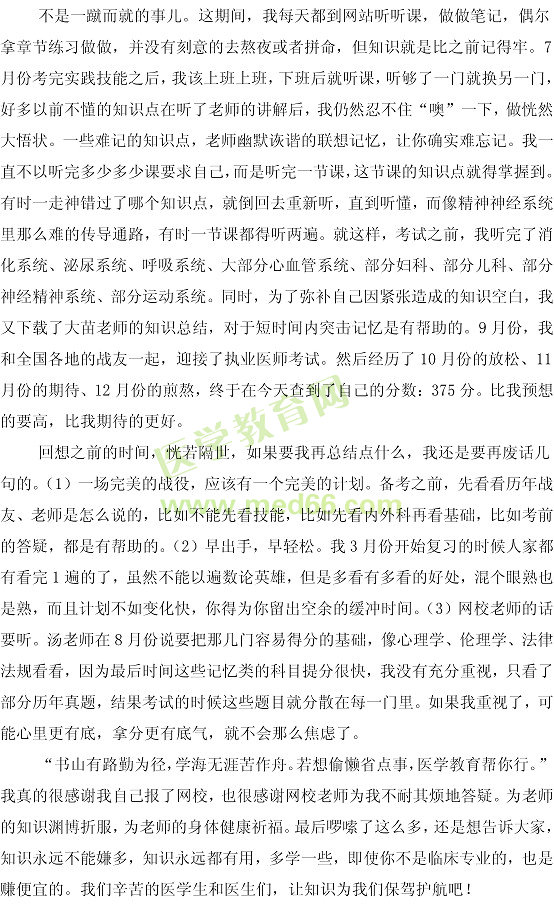 不是一蹴而就的事儿。这期间，我每天都到网站听听课，做做笔记，偶尔
拿章节练习做做，并没有刻意的去熬夜或者拼命，但知识就是比之前记得牢。7
月份考完实践技能之后，我该上班上班，下班后就听课，听够了一门就换另一门，
好多以前不懂的知识点在听了老师的讲解后，我仍然忍不住“噢”一下，做恍然
大悟状。一些难记的知识点，老师幽默诙谐的联想记忆，让你确实难忘记。我一
直不以听完多少多少课要求自己，而是听完一节课，这节课的知识点就得掌握到。
有时一走神错过了哪个知识点，就倒回去重新听，直到听懂，而像精神神经系统
里那么难的传导通路，有时一节课都得听两遍。就这样，考试之前，我听完了消
化系统、泌尿系统、呼吸系统、大部分心血管系统、部分妇科、部分儿科、部分
神经精神系统、部分运动系统。同时，为了弥补自己因紧张造成的知识空白，我
又下载了大苗老师的知识总结，对于短时间内突击记忆是有帮助的。9 月份，我
和全国各地的战友一起，迎接了执业医师考试。然后经历了 10 月份的放松、11
月份的期待、12 月份的煎熬，终于在今天查到了自己的分数：375 分。比我预想
的要高，比我期待的更好。
回想之前的时间，恍若隔世，如果要我再总结点什么，我还是要再废话几
句的。（1）一场完美的战役，应该有一个完美的计划。备考之前，先看看历年战
友、老师是怎么说的，比如不能先看技能，比如先看内外科再看基础，比如考前
的答疑，都是有帮助的。（2）早出手，早轻松。我 3 月份开始复习的时候人家都
有看完 1 遍的了，虽然不能以遍数论英雄，但是多看有多看的好处，混个眼熟也
是熟，而且计划不如变化快，你得为你留出空余的缓冲时间。（3）网校老师的话
要听。汤老师在 8 月份说要把那几门容易得分的基础，像心理学、伦理学、法律
法规看看，因为最后时间这些记忆类的科目提分很快，我没有充分重视，只看了
部分历年真题，结果考试的时候这些题目就分散在每一门里。如果我重视了，可
能心里更有底，拿分更有底气，就不会那么焦虑了。
“书山有路勤为径，学海无涯苦作舟。若想偷懒省点事，医学教育帮你行。”
我真的很感谢我自己报了网校，也很感谢网校老师为我不耐其烦地答疑。为老师
的知识渊博折服，为老师的身体健康祈福。最后啰嗦了这么多，还是想告诉大家，
知识永远不能嫌多，知识永远都有用，多学一些，即使你不是临床专业的，也是
赚便宜的。我们辛苦的医学生和医生们，让知识为我们保驾护航吧！
医学教育网
www.med66.com